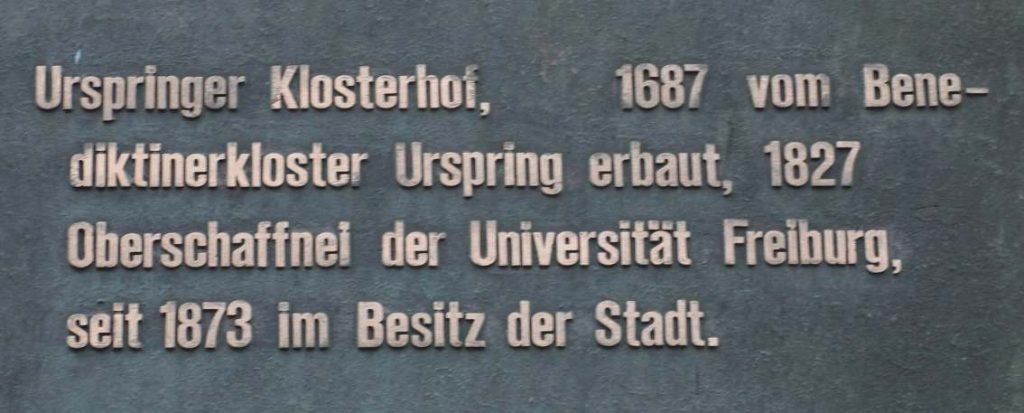 Urspringer Klosterhof, 1687 vom Bene-
diktinerkloster Urspring erbaut, 1827
Oberschaffnei der Universität Freiburg,
seit 1873 im Besitz der Stadt.